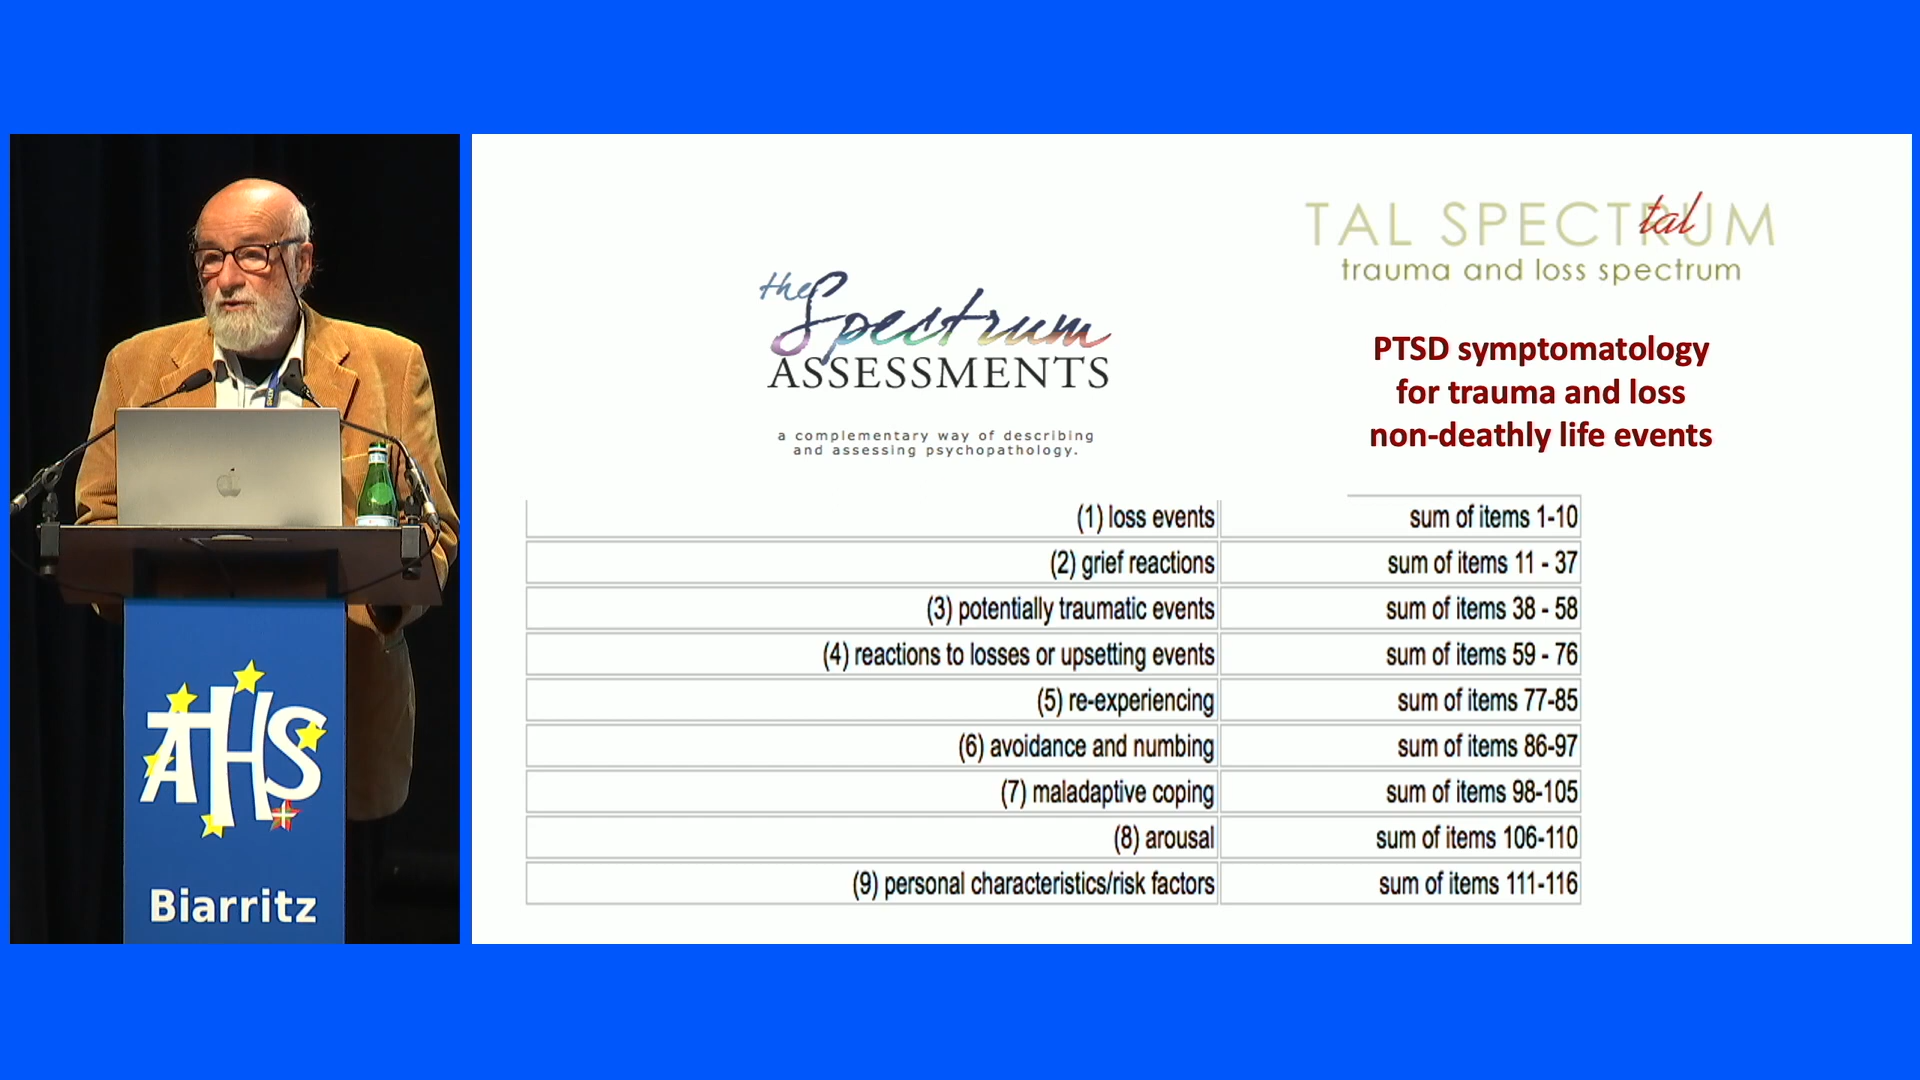 ATHS
Biarritz
the Spectrum
ASSESSMENTS
a complementary way of describing
and assessing psychopathology.
TAL SPECTRUM
tal
trauma and loss spectrum
PTSD symptomatology
for trauma and loss
non-deathly life events
(1) loss events sum of items 1-10
(2) grief reactions sum of items 11 - 37
(3) potentially traumatic events sum of items 38 - 58
(4) reactions to losses or upsetting events sum of items 59 - 76
(5) re-experiencing sum of items 77-85
(6) avoidance and numbing sum of items 86-97
(7) maladaptive coping sum of items 98-105
(8) arousal sum of items 106-110
(9) personal characteristics/risk factors sum of items 111-116